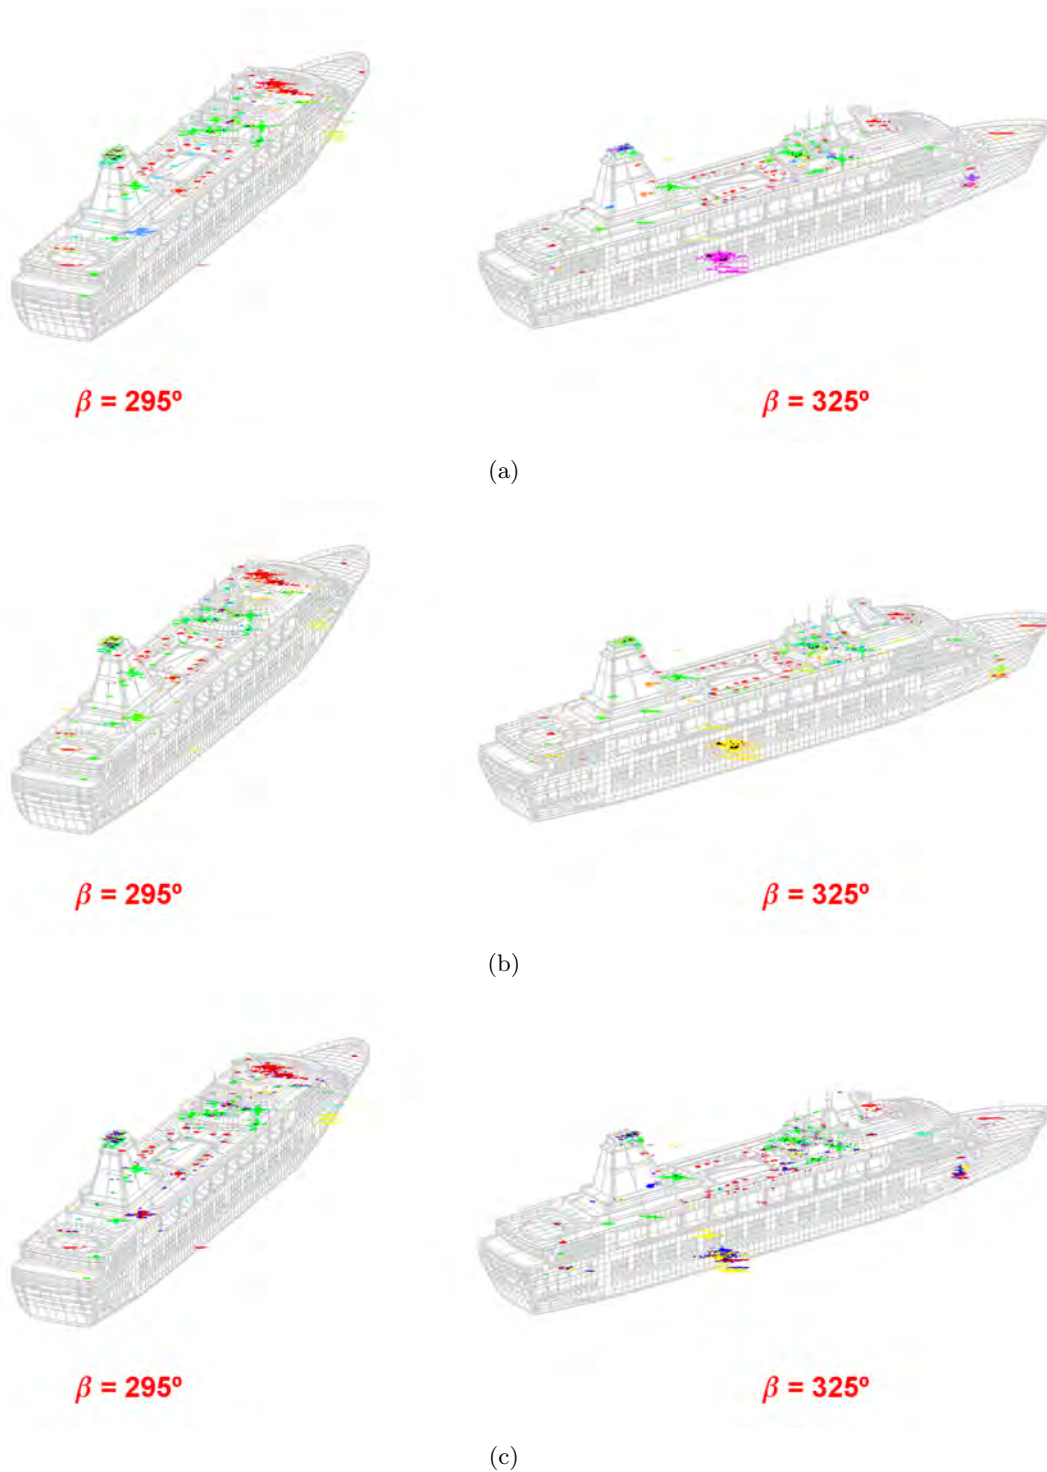 β = 295º
β = 325º
(a)
β = 295º
β = 325º
(b)
β = 295º
β = 325º
(c)